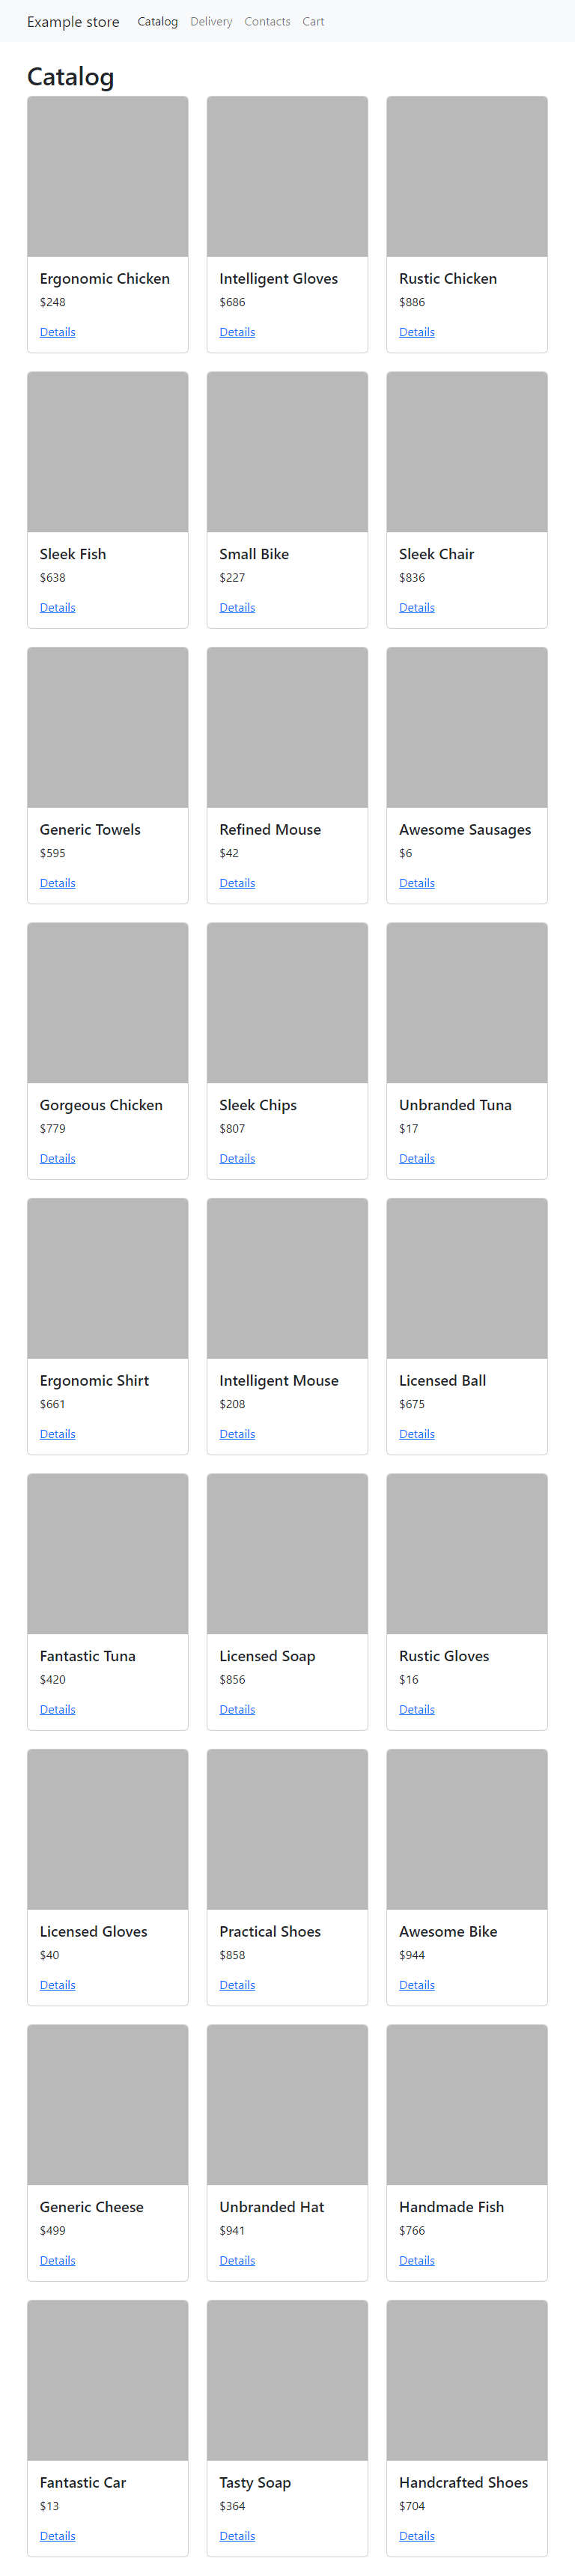 Example store Catalog Delivery Contacts Cart
Catalog
Ergonomic Chicken
$248
Details
Intelligent Gloves
$686
Details
Rustic Chicken
$886
Details
Sleek Fish
$638
Details
Small Bike
$227
Details
Sleek Chair
$836
Details
Generic Towels
$595
Details
Refined Mouse
$42
Details
Awesome Sausages
$6
Details
Gorgeous Chicken
$779
Details
Sleek Chips
$807
Details
Unbranded Tuna
$17
Details
Ergonomic Shirt
$661
Details
Intelligent Mouse
$208
Details
Licensed Ball
$675
Details
Fantastic Tuna
$420
Details
Licensed Soap
$856
Details
Rustic Gloves
$16
Details
Licensed Gloves
$40
Details
Practical Shoes
$858
Details
Awesome Bike
$944
Details
Generic Cheese
$499
Details
Unbranded Hat
$941
Details
Handmade Fish
$766
Details
Fantastic Car
$13
Details
Tasty Soap
$364
Details
Handcrafted Shoes
$704
Details